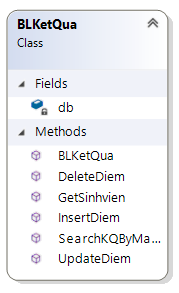 BLKetQua
Class
Fields
db
Methods
BLKetQua
DeleteDiem
GetSinhvien
InsertDiem
SearchKQByMa...
UpdateDiem